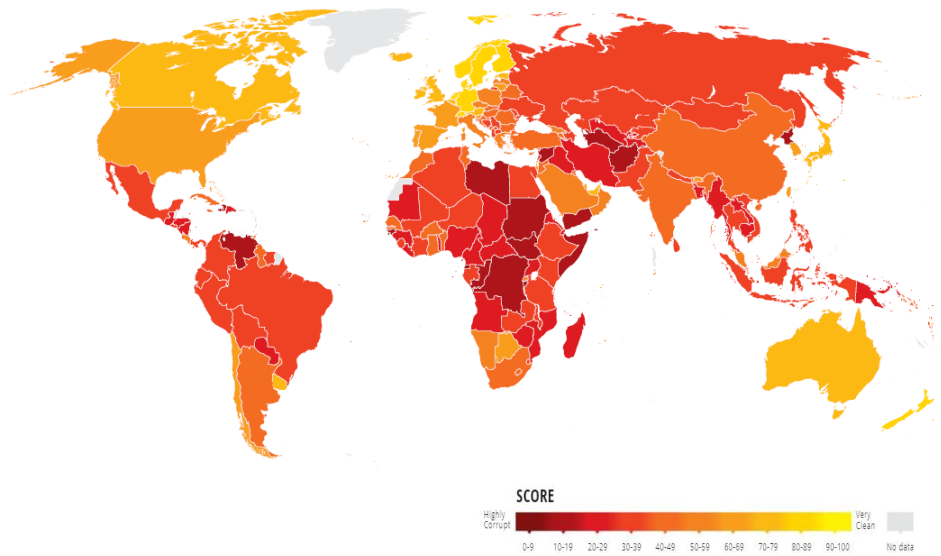 SCORE
Highly
Corrupt
Very
Clean
0-9 10-19 20-29 30-39 40-49 50-59 60-69 70-79 80-89 90-100 No data